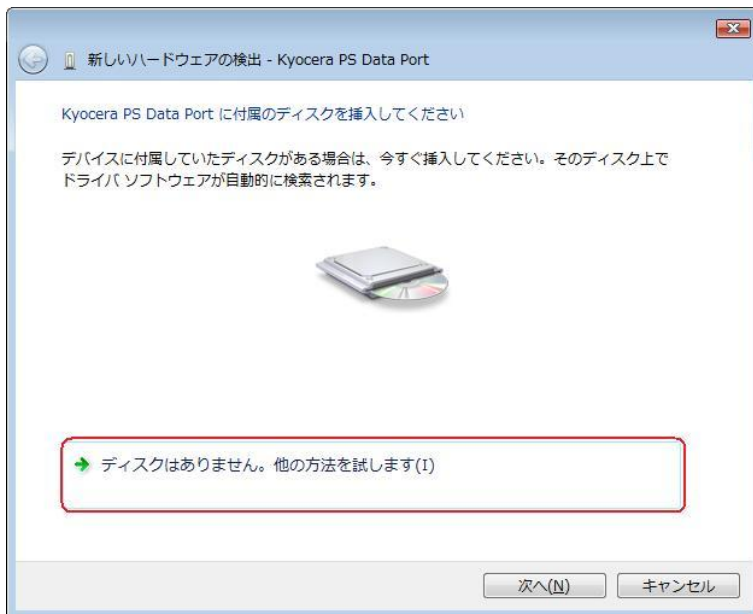 新しいハードウェアの検出 - Kyocera PS Data Port
Kyocera PS Data Port に付属のディスクを挿入してください
デバイスに付属していたディスクがある場合は、今すぐ挿入してください。そのディスク上で
ドライバ ソフトウェアが自動的に検索されます。
ディスクはありません。他の方法を試します(I)
次へ(N) キャンセル